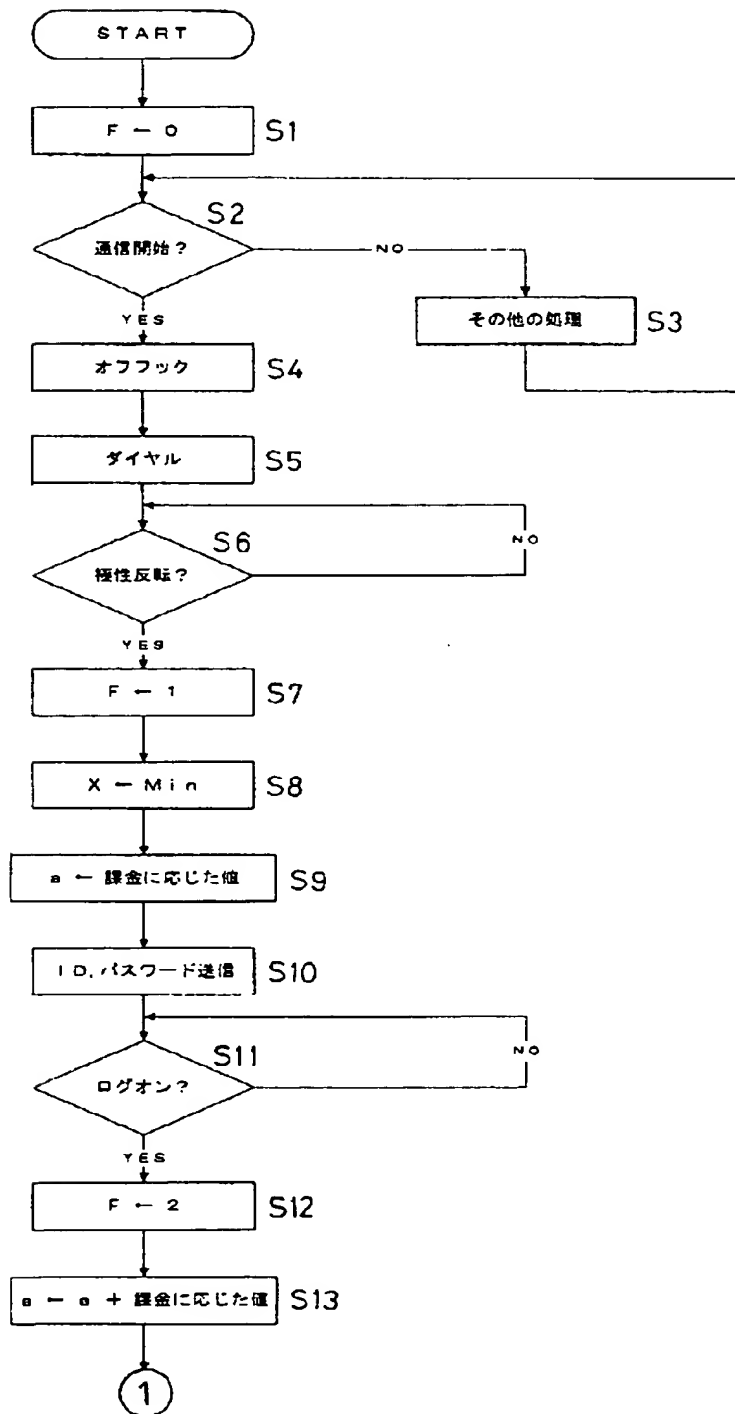 START
F ← 0
S1
S2
通信開始?
NO
YES
その他の処理
S3
オフフック
S4
ダイヤル
S5
S6
極性反転?
NO
YES
F ← 1
S7
X ← Min
S8
a ← 課金に応じた値
S9
ID,パスワード送信
S10
S11
ログオン?
NO
YES
F ← 2
S12
a ← a + 課金に応じた値
S13
1